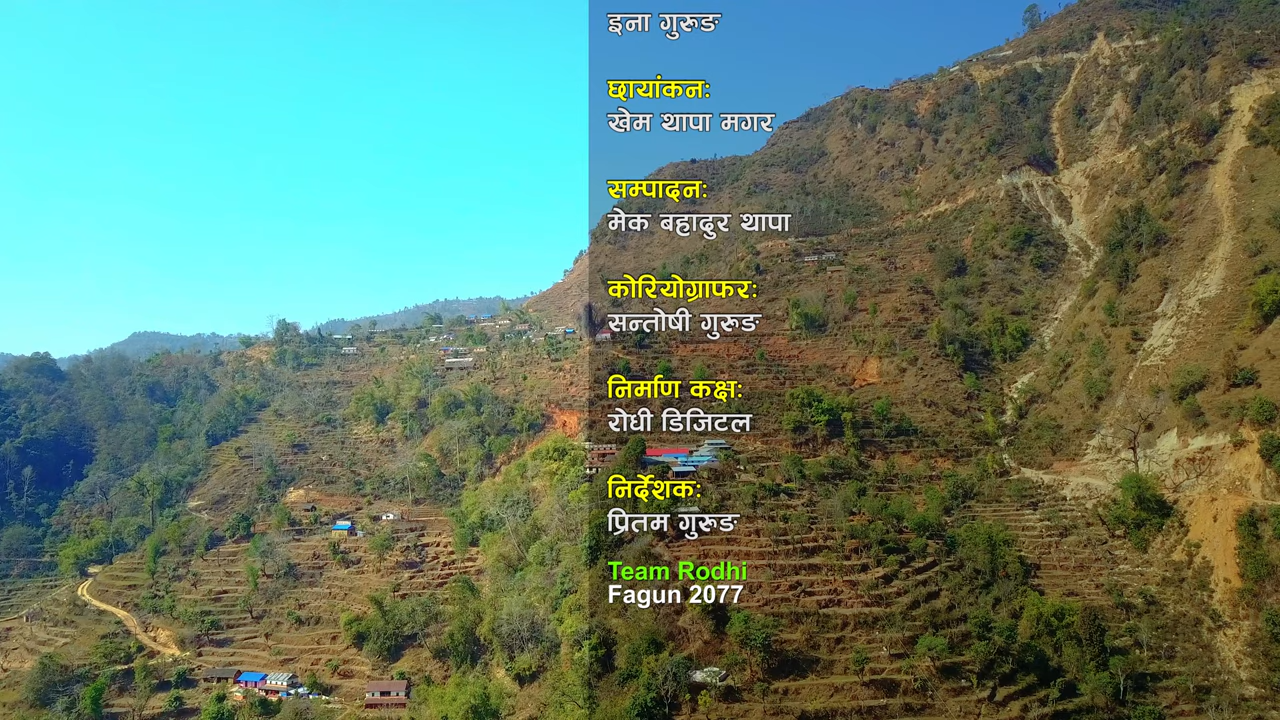 इना गुरूङ
छायांकन:
खेम थापा मगर
सम्पादन:
मेक बहादुर थापा
कोरियोग्राफर:
सन्तोषी गुरूङ
निर्माण कक्ष:
रोधी डिजिटल
निर्देशक:
प्रितम गुरूङ
Team Rodhi
Fagun 2077